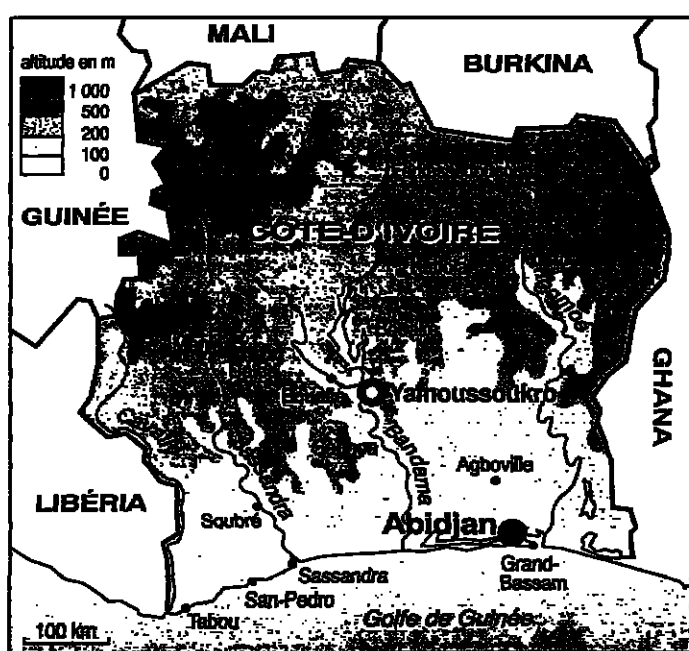 MALI
BURKINA
altitude en m
1 000
500
200
100
0
GUINÉE
CÔTE-D'IVOIRE
GHANA
Yamoussoukro
Agboville
LIBÉRIA
Soubré
Abidjan
Sassandra
Grand-
Bassam
San-Pedro
Tabou
Golfe de Guinée
100 km